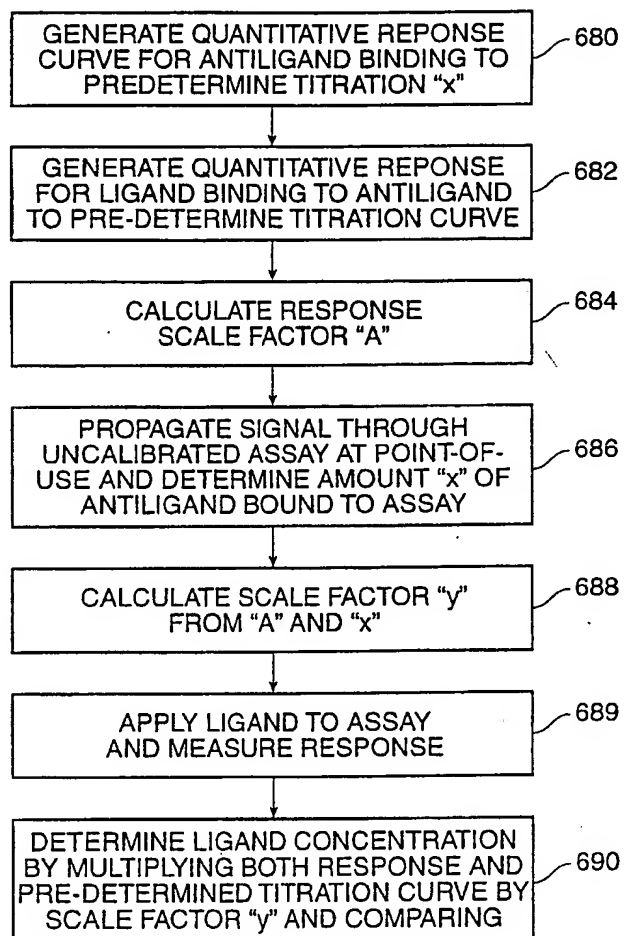 GENERATE QUANTITATIVE REPONSE
CURVE FOR ANTILIGAND BINDING TO
PREDETERMINE TITRATION “x”
680
GENERATE QUANTITATIVE REPONSE
FOR LIGAND BINDING TO ANTILIGAND
TO PRE-DETERMINE TITRATION CURVE
682
CALCULATE RESPONSE
SCALE FACTOR “A”
684
PROPAGATE SIGNAL THROUGH
UNCALIBRATED ASSAY AT POINT-OF-
USE AND DETERMINE AMOUNT “x” OF
ANTILIGAND BOUND TO ASSAY
686
CALCULATE SCALE FACTOR “y”
FROM “A” AND “x”
688
APPLY LIGAND TO ASSAY
AND MEASURE RESPONSE
689
DETERMINE LIGAND CONCENTRATION
BY MULTIPLYING BOTH RESPONSE AND
PRE-DETERMINED TITRATION CURVE BY
SCALE FACTOR “y” AND COMPARING
690